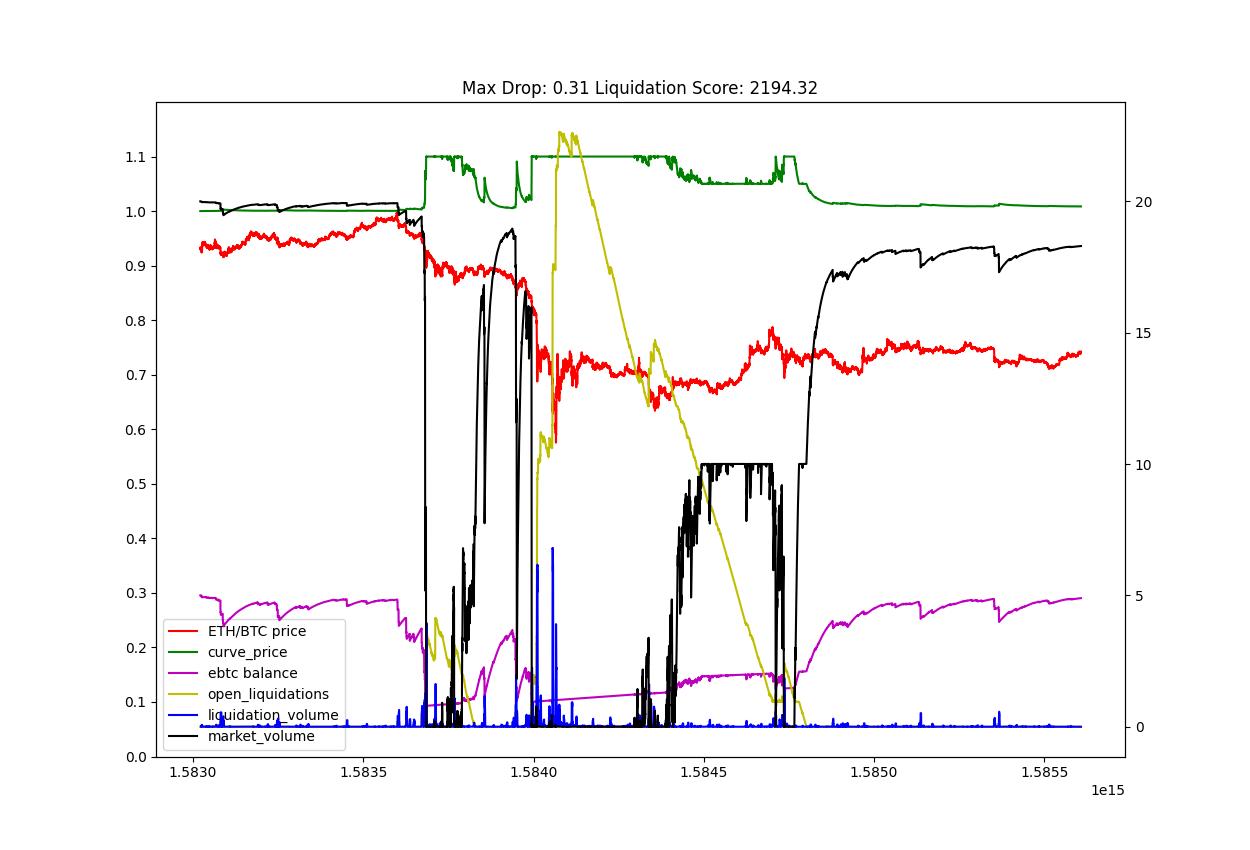 Max Drop: 0.31 Liquidation Score: 2194.32
1.1
1.0
0.9
0.8
0.7
0.6
0.5
0.4
0.3
0.2
0.1
0.0
20
15
10
5
0
ETH/BTC price
curve_price
ebtc balance
open_liquidations
liquidation_volume
market_volume
1.5830 1.5835 1.5840 1.5845 1.5850 1.5855
1e15